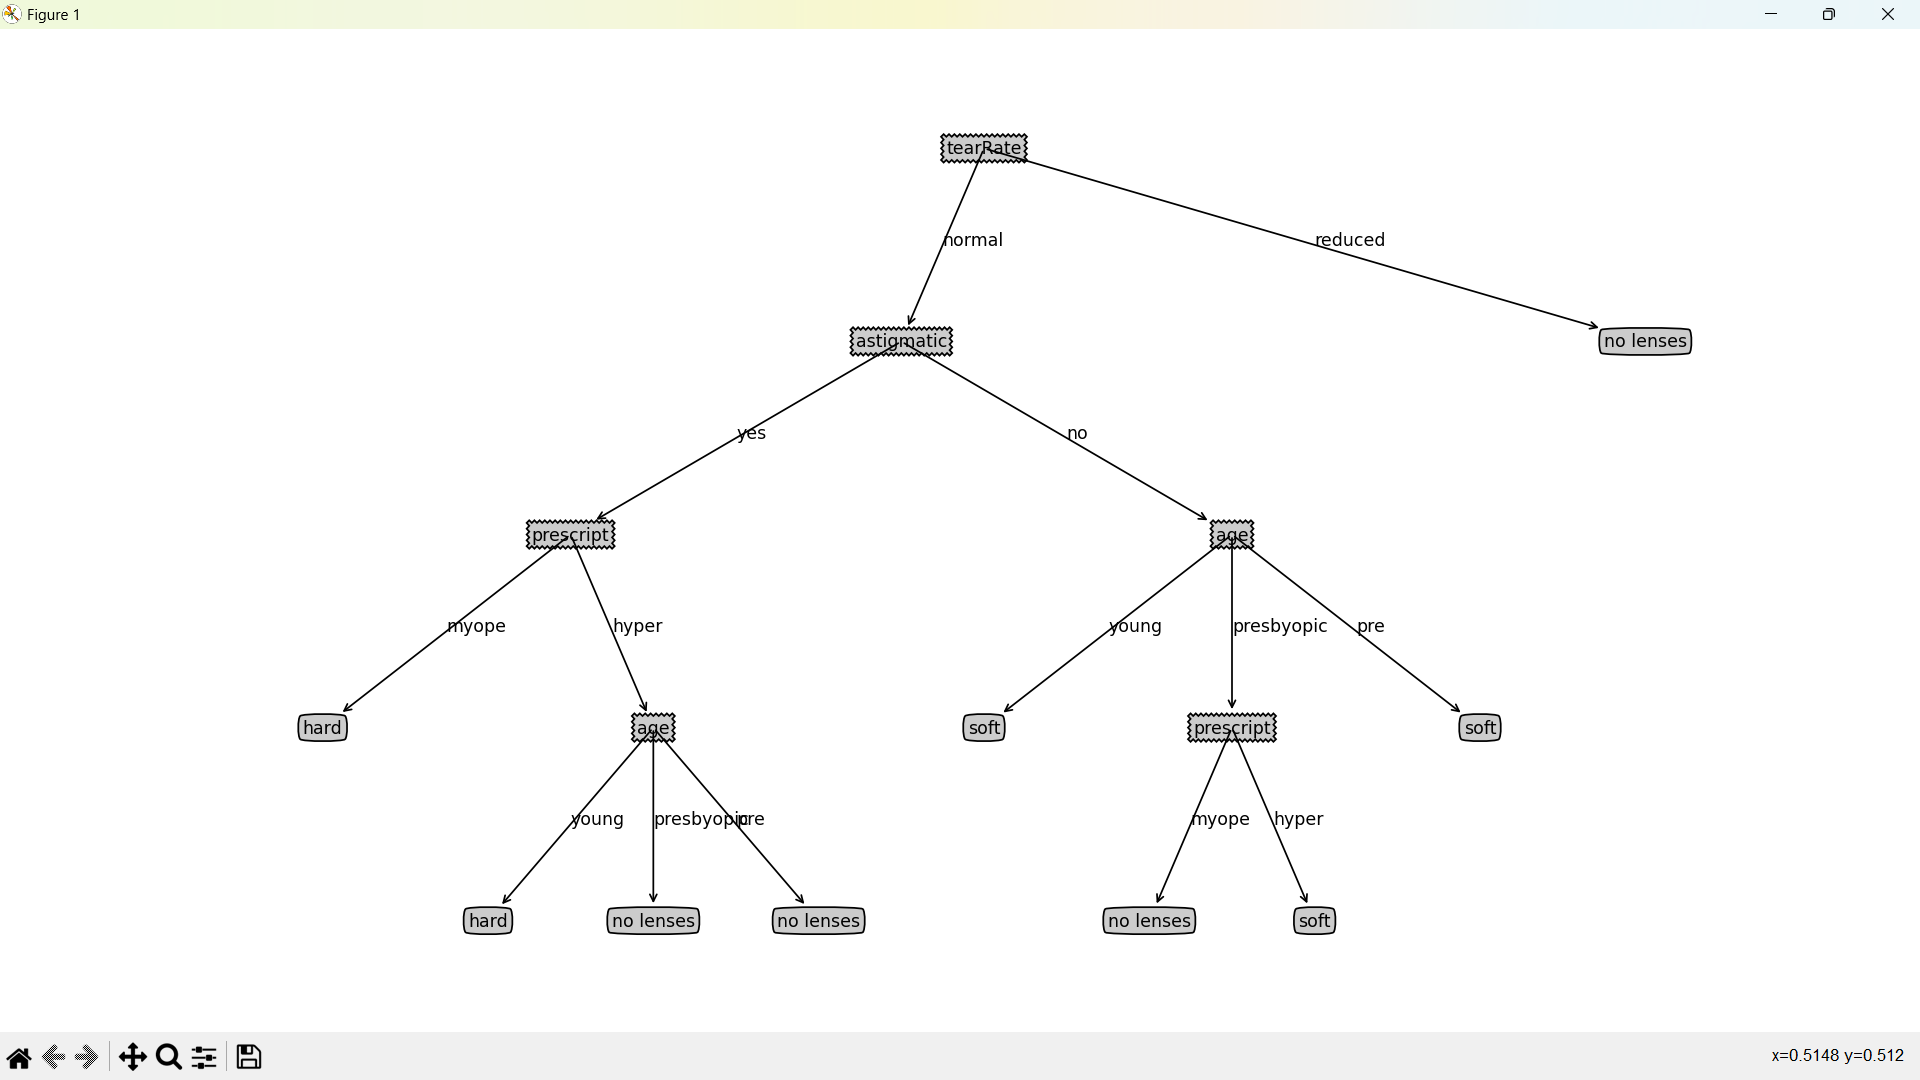 Figure 1
tearRate
normal
reduced
astigmatic
no lenses
yes
no
prescript
age
myope
hyper
young
presbyopic
pre
hard
age
soft
prescript
soft
young
presbyopic
pre
myope
hyper
hard
no lenses
no lenses
no lenses
soft
x=0.5148 y=0.512